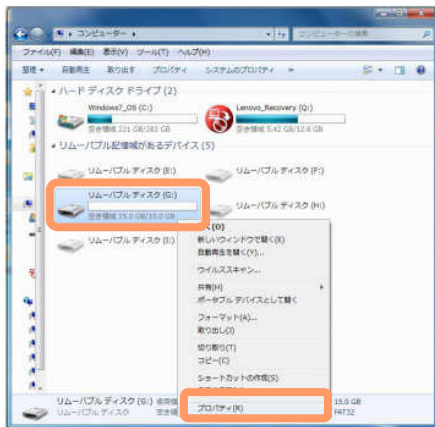 コンピューター
コンピューターの検索
ファイル(F) 編集(E) 表示(V) ツール(T) ヘルプ(H)
整理 自動再生 取り出す プロパティ システムのプロパティ »
ハード ディスク ドライブ (2)
Windows7_OS (C:)
空き領域 221 GB/283 GB
Lenovo_Recovery (Q:)
空き領域 5.42 GB/12.6 GB
リムーバブル記憶域があるデバイス (5)
リムーバブル ディスク (E:)
リムーバブル ディスク (F:)
リムーバブル ディスク (G:)
空き領域 15.0 GB/15.0 GB
リムーバブル ディスク (H:)
リムーバブル ディスク (I:)
(O)
新しいウィンドウで開く(E)
自動再生を開く(Y)...
ウイルススキャン...
共有(H)
ポータブル デバイスとして開く
フォーマット(A)...
取り出し(J)
切り取り(T)
コピー(C)
ショートカットの作成(S)
プロパティ(R)
リムーバブル ディスク (G:) 使用領
15.0 GB
リムーバブル ディスク 空き領
FAT32